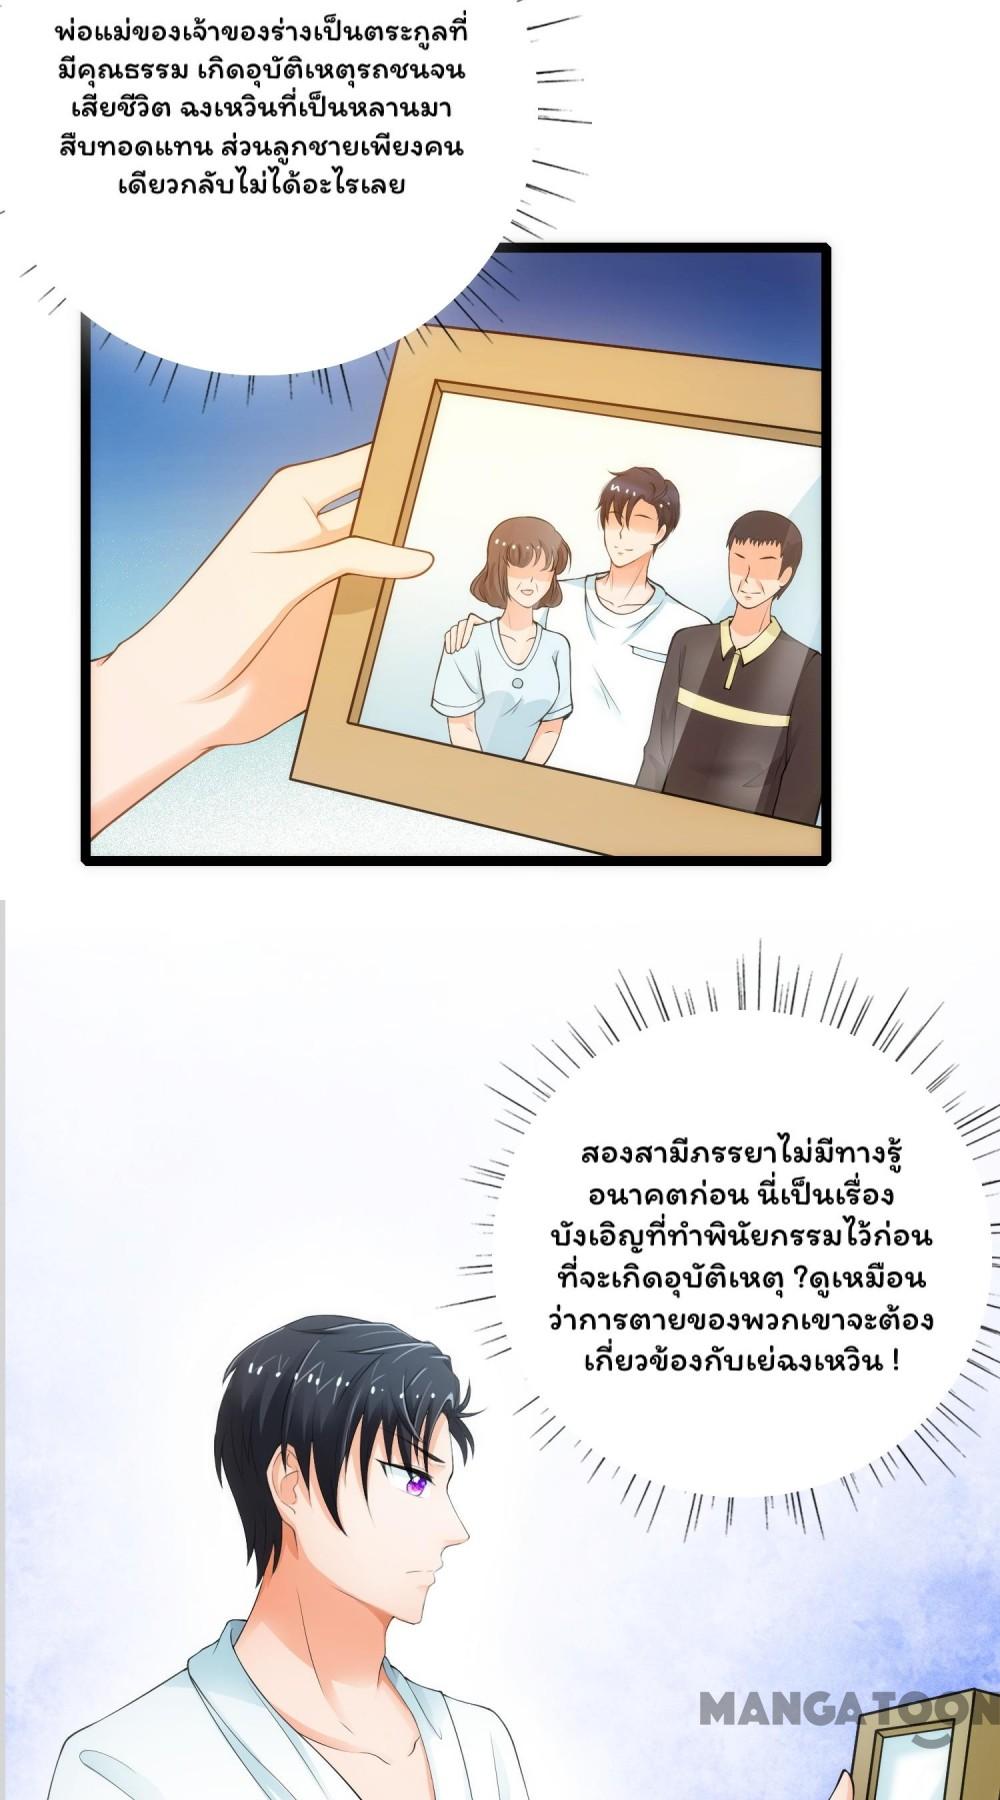 พ่อแม่ของเจ้าของร่างเป็นตระกูลที่
มีคุณธรรม เกิดอุบัติเหตุรถชนจน
เสียชีวิต ฉงเหวินที่เป็นหลานมา
สืบทอดแทน ส่วนลูกชายเพียงคน
เดียวกลับไม่ได้อะไรเลย
สองสามีภรรยาไม่มีทางรู้
อนาคตก่อน นี่เป็นเรื่อง
บังเอิญที่ทำพินัยกรรมไว้ก่อน
ที่จะเกิดอุบัติเหตุ ?ดูเหมือน
ว่าการตายของพวกเขาจะต้อง
เกี่ยวข้องกับเย่ฉงเหวิน !
MANGATOON